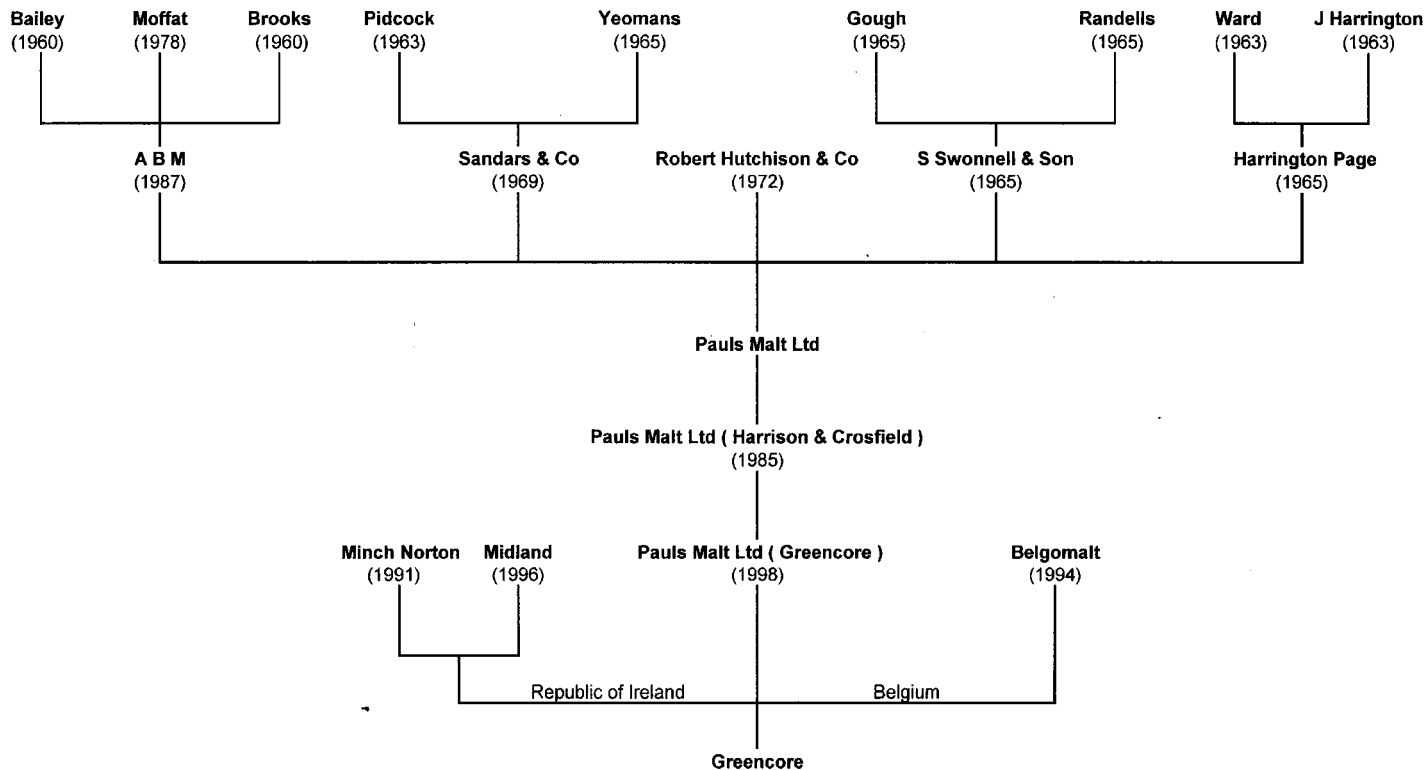 Bailey Moffat Brooks Pidcock Yeomans Gough Randells Ward J Harrington
(1960) (1978) (1960) (1963) (1965) (1965) (1965) (1963) (1963)
A B M Sandars & Co Robert Hutchison & Co S Swonnell & Son Harrington Page
(1987) (1969) (1972) (1965) (1965)
Pauls Malt Ltd
Pauls Malt Ltd ( Harrison & Crosfield )
(1985)
Minch Norton Midland Pauls Malt Ltd ( Greencore ) Belgomalt
(1991) (1996) (1998) (1994)
Republic of Ireland Belgium
Greencore